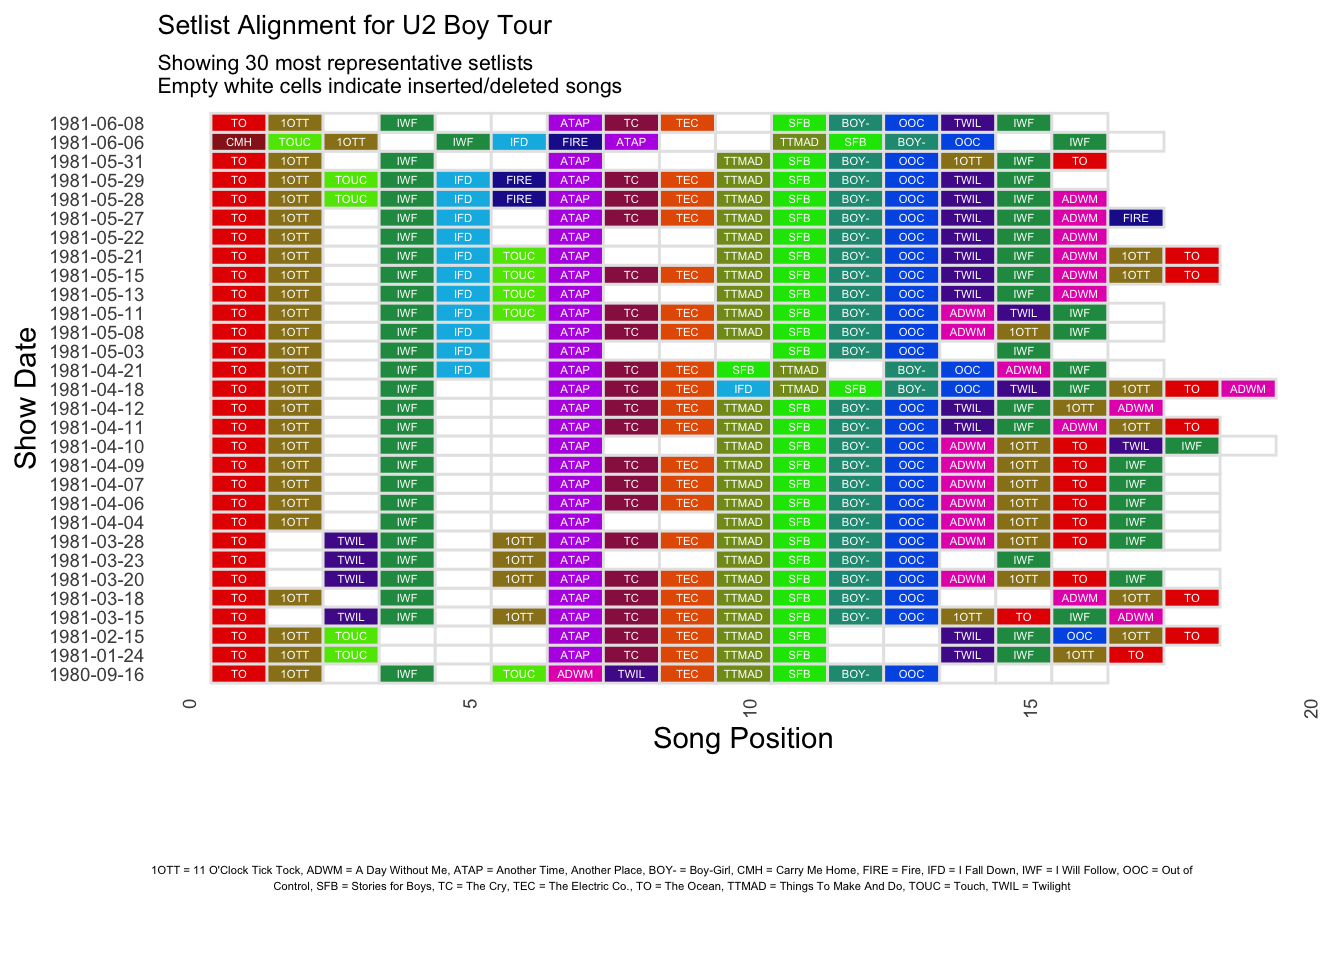 Setlist Alignment for U2 Boy Tour
Showing 30 most representative setlists
Empty white cells indicate inserted/deleted songs
Show Date
1981-06-08 TO 1OTT IWF ATAP TC TEC SFB BOY- OOC TWIL IWF
1981-06-06 CMH TOUC 1OTT IWF IFD FIRE ATAP TTMAD SFB BOY- OOC IWF
1981-05-31 TO 1OTT IWF ATAP TTMAD SFB BOY- OOC 1OTT IWF TO
1981-05-29 TO 1OTT TOUC IWF IFD FIRE ATAP TC TEC TTMAD SFB BOY- OOC TWIL IWF
1981-05-28 TO 1OTT TOUC IWF IFD FIRE ATAP TC TEC TTMAD SFB BOY- OOC TWIL IWF ADWM
1981-05-27 TO 1OTT IWF IFD ATAP TC TEC TTMAD SFB BOY- OOC TWIL IWF ADWM FIRE
1981-05-22 TO 1OTT IWF IFD ATAP TTMAD SFB BOY- OOC TWIL IWF ADWM
1981-05-21 TO 1OTT IWF IFD TOUC ATAP TTMAD SFB BOY- OOC TWIL IWF ADWM 1OTT TO
1981-05-15 TO 1OTT IWF IFD TOUC ATAP TC TEC TTMAD SFB BOY- OOC TWIL IWF ADWM 1OTT TO
1981-05-13 TO 1OTT IWF IFD TOUC ATAP TTMAD SFB BOY- OOC TWIL IWF ADWM
1981-05-11 TO 1OTT IWF IFD TOUC ATAP TC TEC TTMAD SFB BOY- OOC ADWM TWIL IWF
1981-05-08 TO 1OTT IWF IFD ATAP TC TEC TTMAD SFB BOY- OOC ADWM 1OTT IWF
1981-05-03 TO 1OTT IWF IFD ATAP SFB BOY- OOC IWF
1981-04-21 TO 1OTT IWF IFD ATAP TC TEC SFB TTMAD BOY- OOC ADWM IWF
1981-04-18 TO 1OTT IWF ATAP TC TEC IFD TTMAD SFB BOY- OOC TWIL IWF 1OTT TO ADWM
1981-04-12 TO 1OTT IWF ATAP TC TEC TTMAD SFB BOY- OOC TWIL IWF 1OTT ADWM
1981-04-11 TO 1OTT IWF ATAP TC TEC TTMAD SFB BOY- OOC TWIL IWF ADWM 1OTT TO
1981-04-10 TO 1OTT IWF ATAP TTMAD SFB BOY- OOC ADWM 1OTT TO TWIL IWF
1981-04-09 TO 1OTT IWF ATAP TC TEC TTMAD SFB BOY- OOC ADWM 1OTT TO IWF
1981-04-07 TO 1OTT IWF ATAP TC TEC TTMAD SFB BOY- OOC ADWM 1OTT TO IWF
1981-04-06 TO 1OTT IWF ATAP TC TEC TTMAD SFB BOY- OOC ADWM 1OTT TO IWF
1981-04-04 TO 1OTT IWF ATAP TTMAD SFB BOY- OOC ADWM 1OTT TO IWF
1981-03-28 TO TWIL IWF 1OTT ATAP TC TEC TTMAD SFB BOY- OOC ADWM 1OTT TO IWF
1981-03-23 TO TWIL IWF 1OTT ATAP TTMAD SFB BOY- OOC IWF
1981-03-20 TO TWIL IWF 1OTT ATAP TC TEC TTMAD SFB BOY- OOC ADWM 1OTT TO IWF
1981-03-18 TO 1OTT IWF ATAP TC TEC TTMAD SFB BOY- OOC ADWM 1OTT TO
1981-03-15 TO TWIL IWF 1OTT ATAP TC TEC TTMAD SFB BOY- OOC 1OTT TO IWF ADWM
1981-02-15 TO 1OTT TOUC ATAP TC TEC TTMAD SFB TWIL IWF OOC 1OTT TO
1981-01-24 TO 1OTT TOUC ATAP TC TEC TTMAD SFB TWIL IWF 1OTT TO
1980-09-16 TO 1OTT IWF TOUC ADWM TWIL TEC TTMAD SFB BOY- OOC
0 5 10 15 20
Song Position
1OTT = 11 O'Clock Tick Tock, ADWM = A Day Without Me, ATAP = Another Time, Another Place, BOY- = Boy-Girl, CMH = Carry Me Home, FIRE = Fire, IFD = I Fall Down, IWF = I Will Follow, OOC = Out of
Control, SFB = Stories for Boys, TC = The Cry, TEC = The Electric Co., TO = The Ocean, TTMAD = Things To Make And Do, TOUC = Touch, TWIL = Twilight